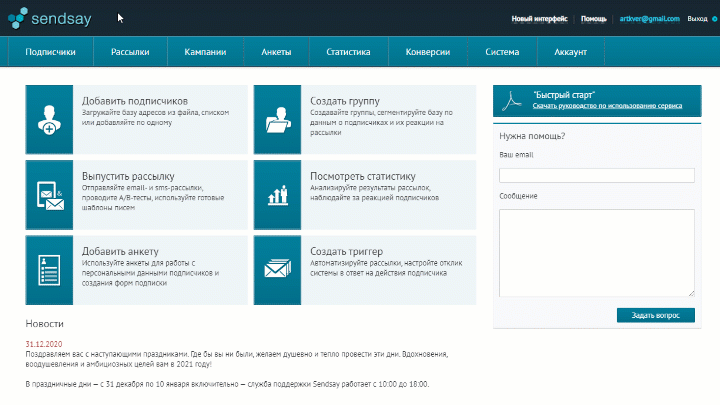 sendsay
Новый интерфейс Помощь artkver@gmail.com Выход
Подписчики Рассылки Кампании Анкеты Статистика Конверсии Система Аккаунт
Добавить подписчиков
Загружайте базу адресов из файла, списком
или добавляйте по одному
Создать группу
Создавайте группу, сегментируйте базу по
данным о подписчиках и их реакции на
рассылки
Выпустить рассылку
Отправляйте email- и sms-рассылки,
проводите A/B-тесты, используйте готовые
шаблоны писем
Посмотреть статистику
Анализируйте результаты рассылок,
наблюдайте за реакцией подписчиков
Добавить анкету
Используйте анкеты для работы с
персональными данными подписчиков и
создания форм подписки
Создать триггер
Автоматизируйте рассылки, настройте отклик
системы в ответ на действия подписчика
"Быстрый старт"
Скачать руководство по использованию сервиса
Нужна помощь?
Ваш email
Сообщение
Задать вопрос
Новости
31.12.2020
Поздравляем вас с наступающими праздниками. Где бы вы ни были, желаем душевно и тепло провести эти дни. Вдохновения,
воодушевления и амбициозных целей вам в 2021 году!
В праздничные дни — с 31 декабря по 10 января включительно — служба поддержки Sendsay работает с 10:00 до 18:00.